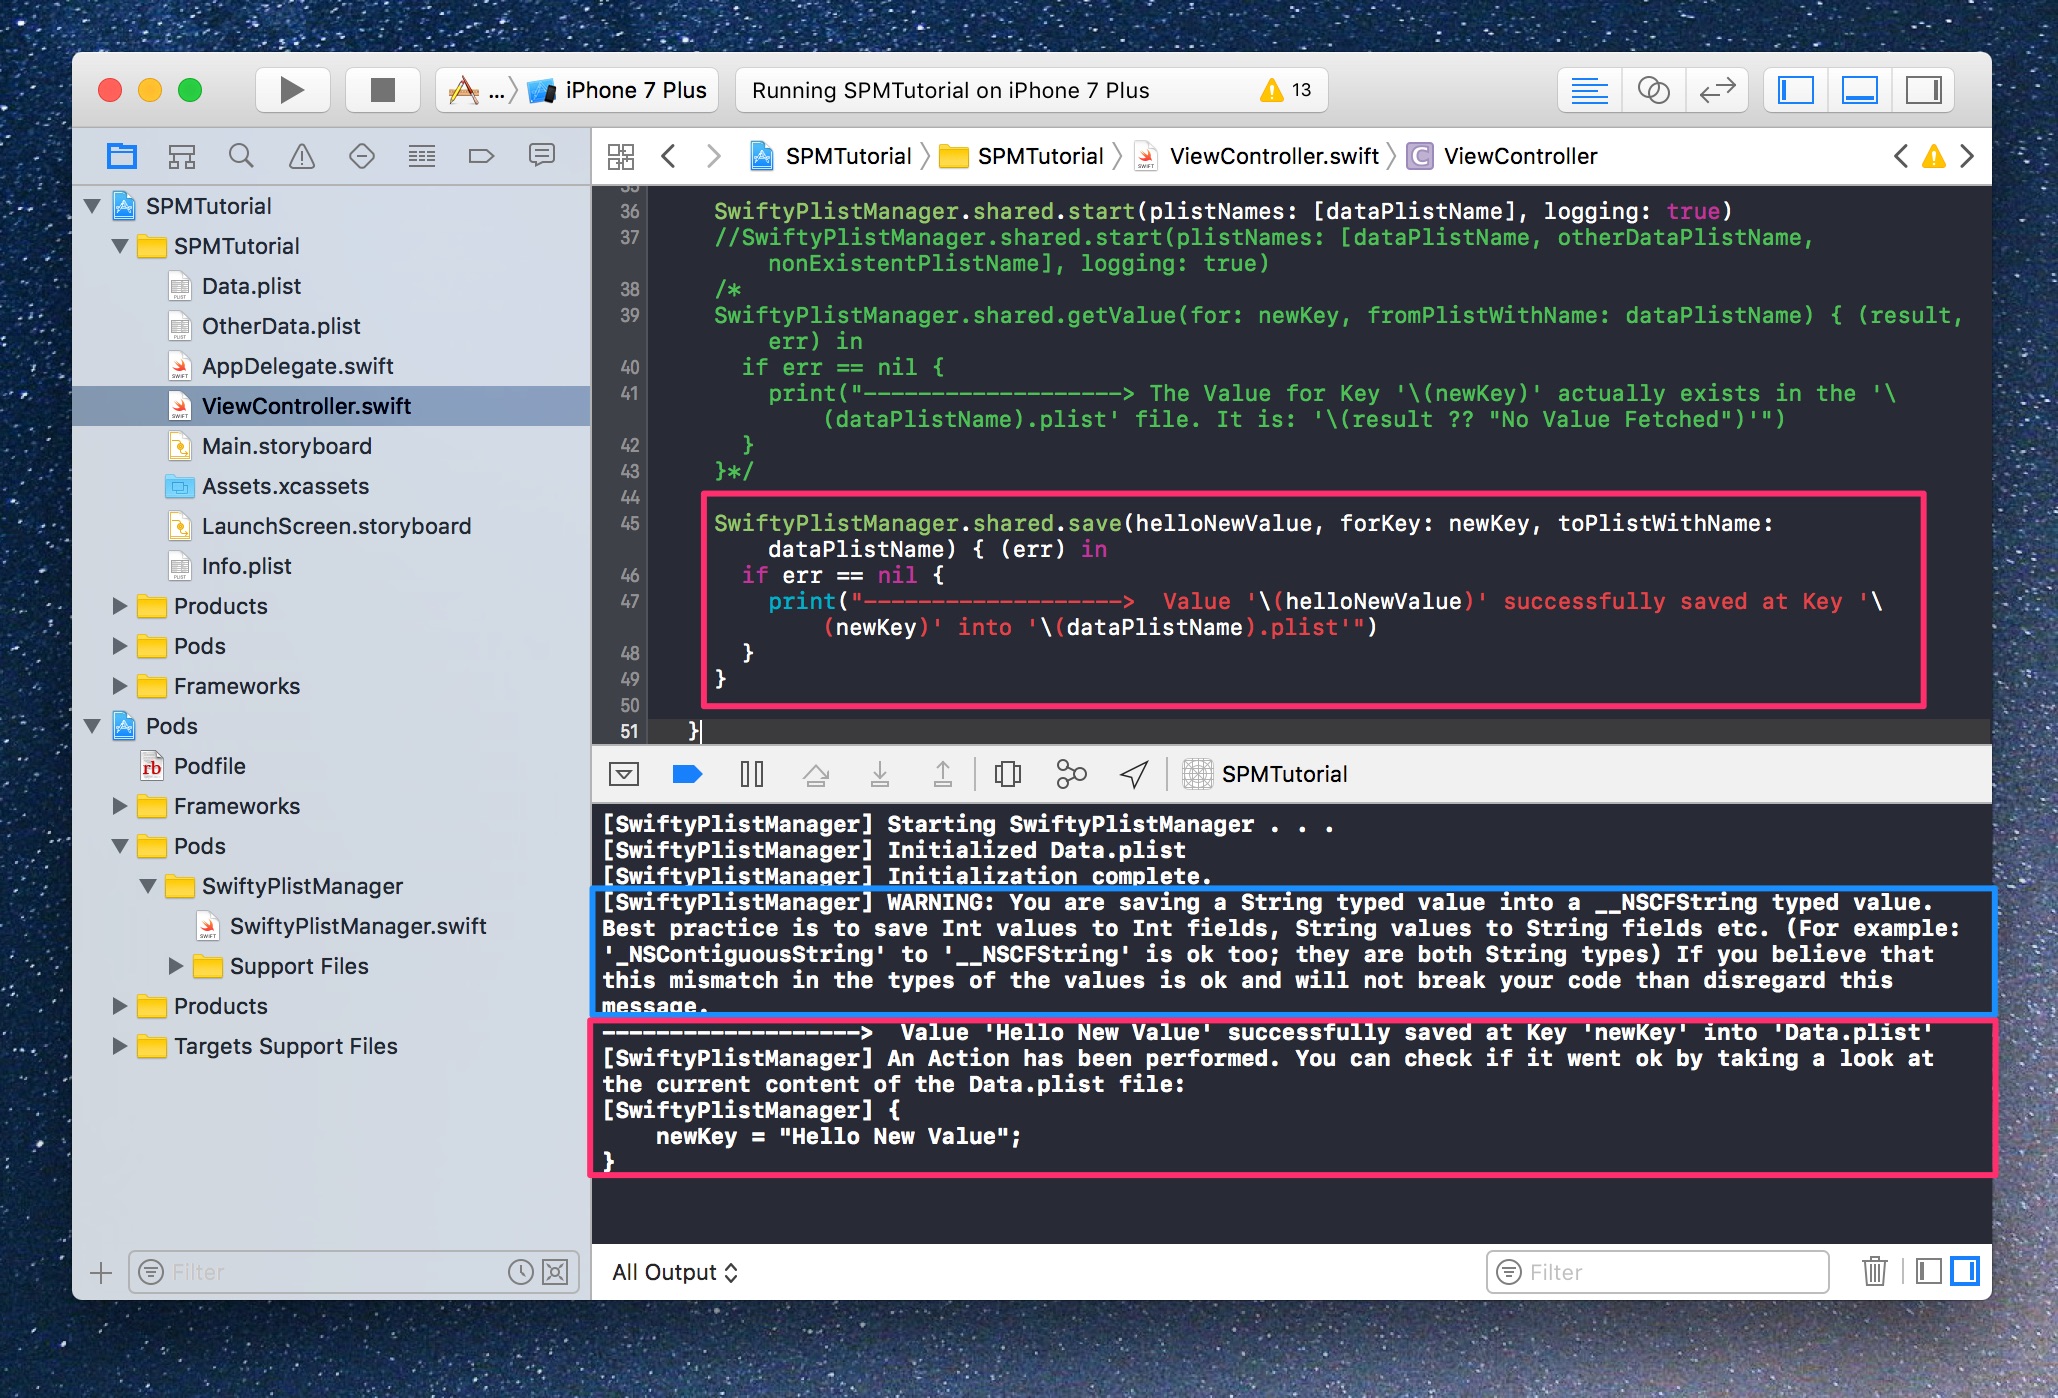 ... iPhone 7 Plus
Running SPMTutorial on iPhone 7 Plus
13
SPMTutorial
SPMTutorial
Data.plist
OtherData.plist
AppDelegate.swift
ViewController.swift
Main.storyboard
Assets.xcassets
LaunchScreen.storyboard
Info.plist
Products
Pods
Frameworks
Pods
rb Podfile
Frameworks
Pods
SwiftyPlistManager
SwiftyPlistManager.swift
Support Files
Products
Targets Support Files
Filter
SPMTutorial SPMTutorial ViewController.swift C ViewController
35
36 SwiftyPlistManager.shared.start(plistNames: [dataPlistName], logging: true)
37 //SwiftyPlistManager.shared.start(plistNames: [dataPlistName, otherDataPlistName,
nonExistentPlistName], logging: true)
38 /*
39 SwiftyPlistManager.shared.getValue(for: newKey, fromPlistWithName: dataPlistName) { (result,
err) in
40 if err == nil {
41 print("-------------------> The Value for Key '\(newKey)' actually exists in the '\
(dataPlistName).plist' file. It is: '\(result ?? "No Value Fetched")'")
42 }
43 }*/
44
45 SwiftyPlistManager.shared.save(helloNewValue, forKey: newKey, toPlistWithName:
dataPlistName) { (err) in
46 if err == nil {
47 print("------------------->  Value '\(helloNewValue)' successfully saved at Key '\
(newKey)' into '\(dataPlistName).plist'")
48 }
49 }
50
51 }
SPMTutorial
[SwiftyPlistManager] Starting SwiftyPlistManager . . .
[SwiftyPlistManager] Initialized Data.plist
[SwiftyPlistManager] Initialization complete.
[SwiftyPlistManager] WARNING: You are saving a String typed value into a __NSCFString typed value.
Best practice is to save Int values to Int fields, String values to String fields etc. (For example:
'_NSContiguousString' to '__NSCFString' is ok too; they are both String types) If you believe that
this mismatch in the types of the values is ok and will not break your code than disregard this
message.
------------------->  Value 'Hello New Value' successfully saved at Key 'newKey' into 'Data.plist'
[SwiftyPlistManager] An Action has been performed. You can check if it went ok by taking a look at
the current content of the Data.plist file:
[SwiftyPlistManager] {
newKey = "Hello New Value";
}
All Output
Filter